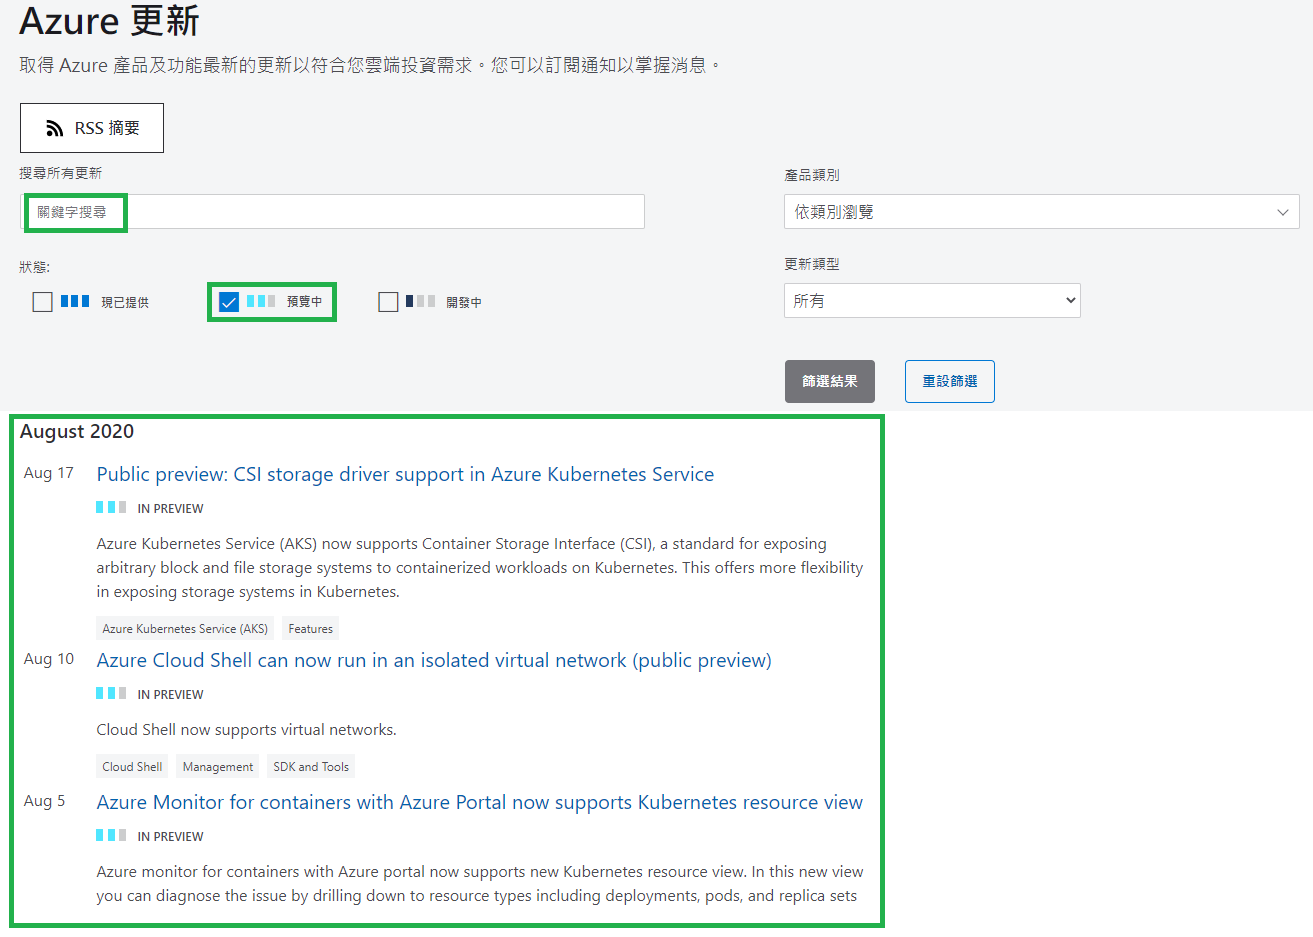 Azure 更新
取得 Azure 產品及功能最新的更新以符合您雲端投資需求。您可以訂閱通知以掌握消息。
RSS 摘要
搜尋所有更新
關鍵字搜尋
產品類別
依類別瀏覽
狀態:
現已提供
預覽中
開發中
更新類型
所有
篩選結果
重設篩選
August 2020
Aug 17
Public preview: CSI storage driver support in Azure Kubernetes Service
IN PREVIEW
Azure Kubernetes Service (AKS) now supports Container Storage Interface (CSI), a standard for exposing
arbitrary block and file storage systems to containerized workloads on Kubernetes. This offers more flexibility
in exposing storage systems in Kubernetes.
Azure Kubernetes Service (AKS)
Features
Aug 10
Azure Cloud Shell can now run in an isolated virtual network (public preview)
IN PREVIEW
Cloud Shell now supports virtual networks.
Cloud Shell
Management
SDK and Tools
Aug 5
Azure Monitor for containers with Azure Portal now supports Kubernetes resource view
IN PREVIEW
Azure monitor for containers with Azure portal now supports new Kubernetes resource view. In this new view
you can diagnose the issue by drilling down to resource types including deployments, pods, and replica sets